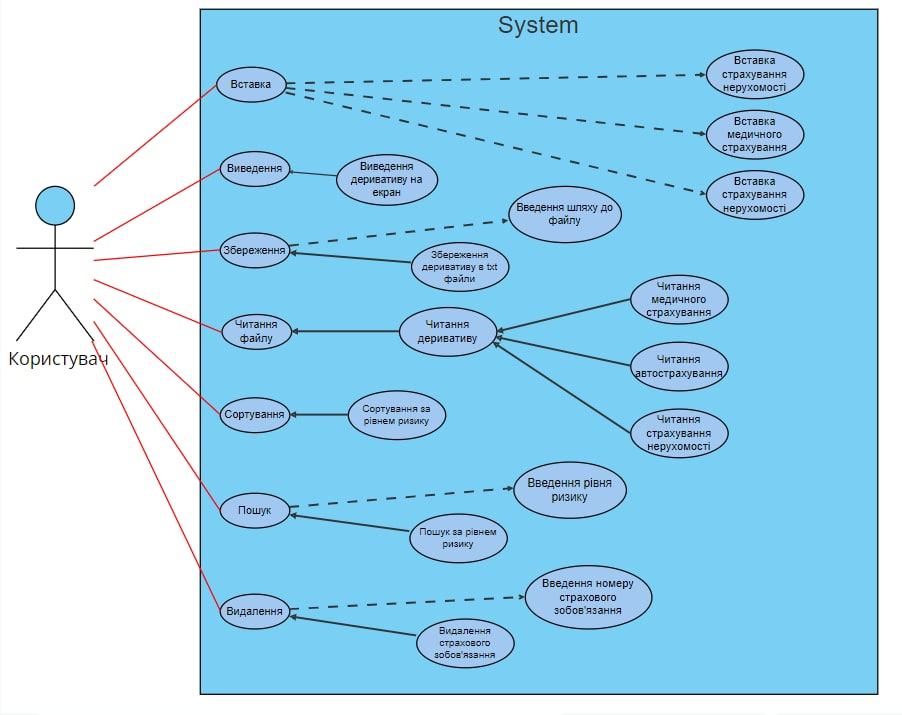 System
Вставка
Вставка
страхування
нерухомості
Вставка
медичного
страхування
Вставка
страхування
нерухомості
Виведення
Виведення
деривативу на
екран
Введення шляху до
файлу
Збереження
Збереження
деривативу в txt
файли
Читання
файлу
Читання
деривативу
Читання
медичного
страхування
Читання
автострахування
Читання
страхування
нерухомості
Користувач
Сортування
Сортування за
рівнем ризику
Пошук
Введення рівня
ризику
Пошук за рівнем
ризику
Видалення
Введення номеру
страхового
зобов'язання
Видалення
страхового
зобов'язання